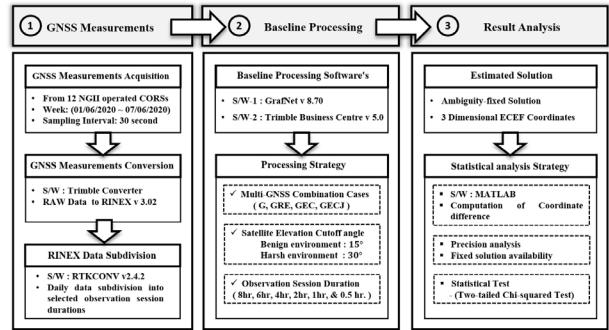 1 GNSS Measurements
2 Baseline Processing
3 Result Analysis
GNSS Measurements Acquisition
• From 12 NGII operated CORSs
• Week: (01/06/2020 ~ 07/06/2020)
• Sampling Interval: 30 second
GNSS Measurements Conversion
• S/W : Trimble Converter
• RAW Data to RINEX v 3.02
RINEX Data Subdivision
• S/W : RTKCONV v2.4.2
• Daily data subdivision into
selected observation session
durations
Baseline Processing Software's
• S/W-1 : GrafNet v 8.70
• S/W-2 : Trimble Business Centre v 5.0
Processing Strategy
✓ Multi-GNSS Combination Cases
( G, GRE, GEC, GECJ )
✓ Satellite Elevation Cutoff angle
Benign environment : 15°
Harsh environment : 30°
✓ Observation Session Duration
( 8hr, 6hr, 4hr, 2hr, 1hr, & 0.5 hr. )
Estimated Solution
• Ambiguity-fixed Solution
• 3 Dimensional ECEF Coordinates
Statistical analysis Strategy
▪ S/W : MATLAB
▪ Computation of Coordinate
difference
▪ Precision analysis
▪ Fixed solution availability
▪ Statistical Test
- (Two-tailed Chi-squared Test)